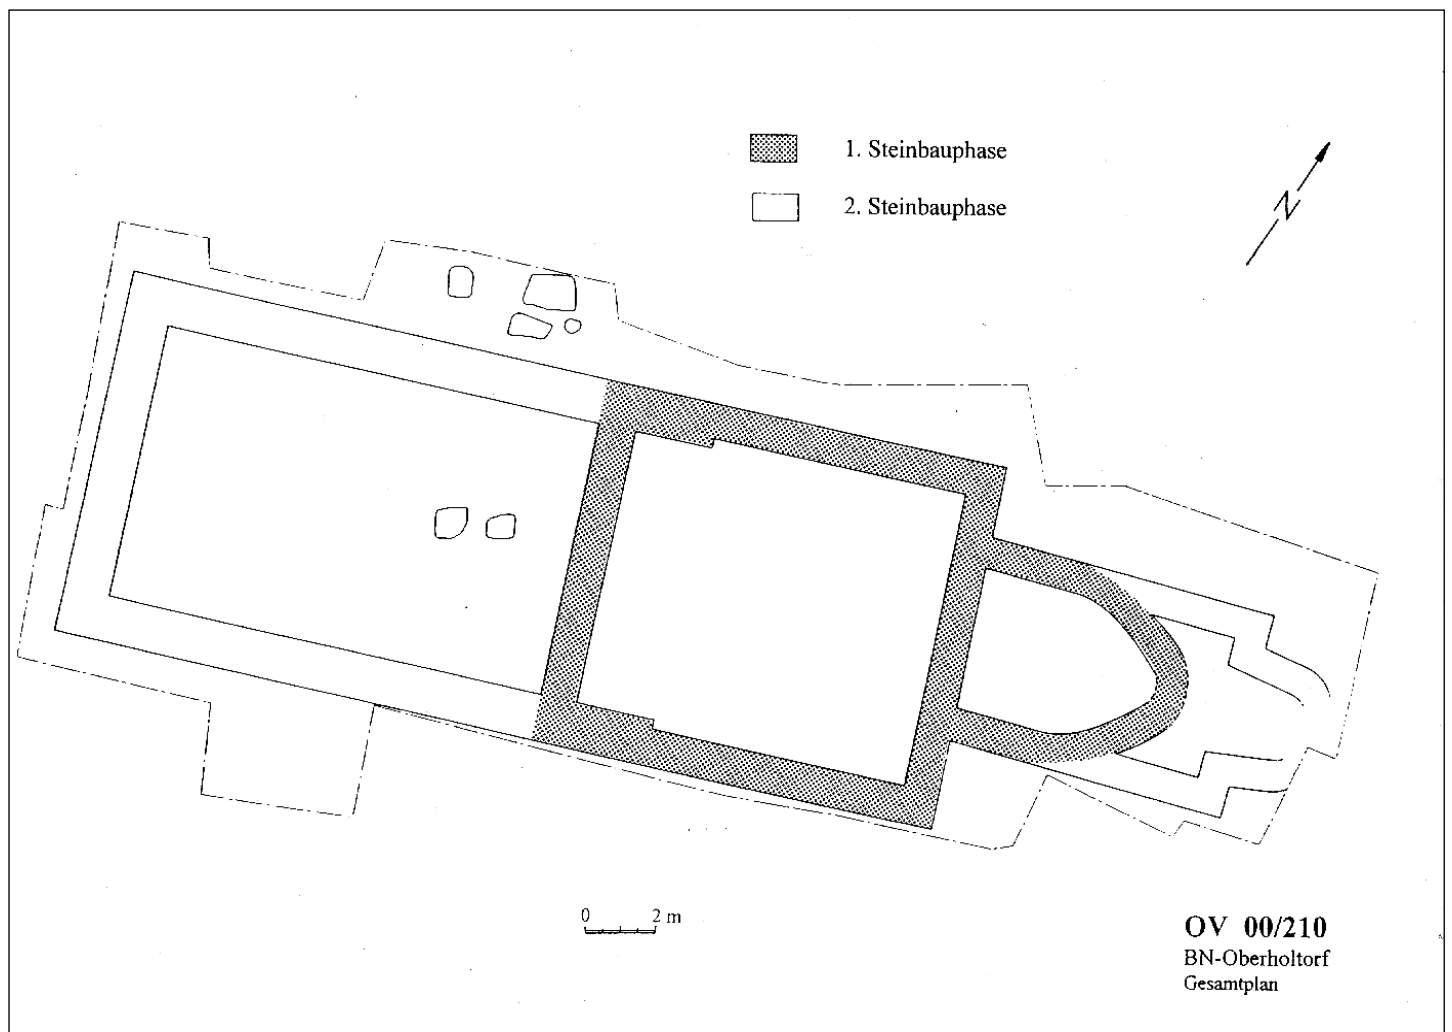 1. Steinbauphase
2. Steinbauphase
N
0 2 m
OV 00/210
BN-Oberholtorf
Gesamtplan